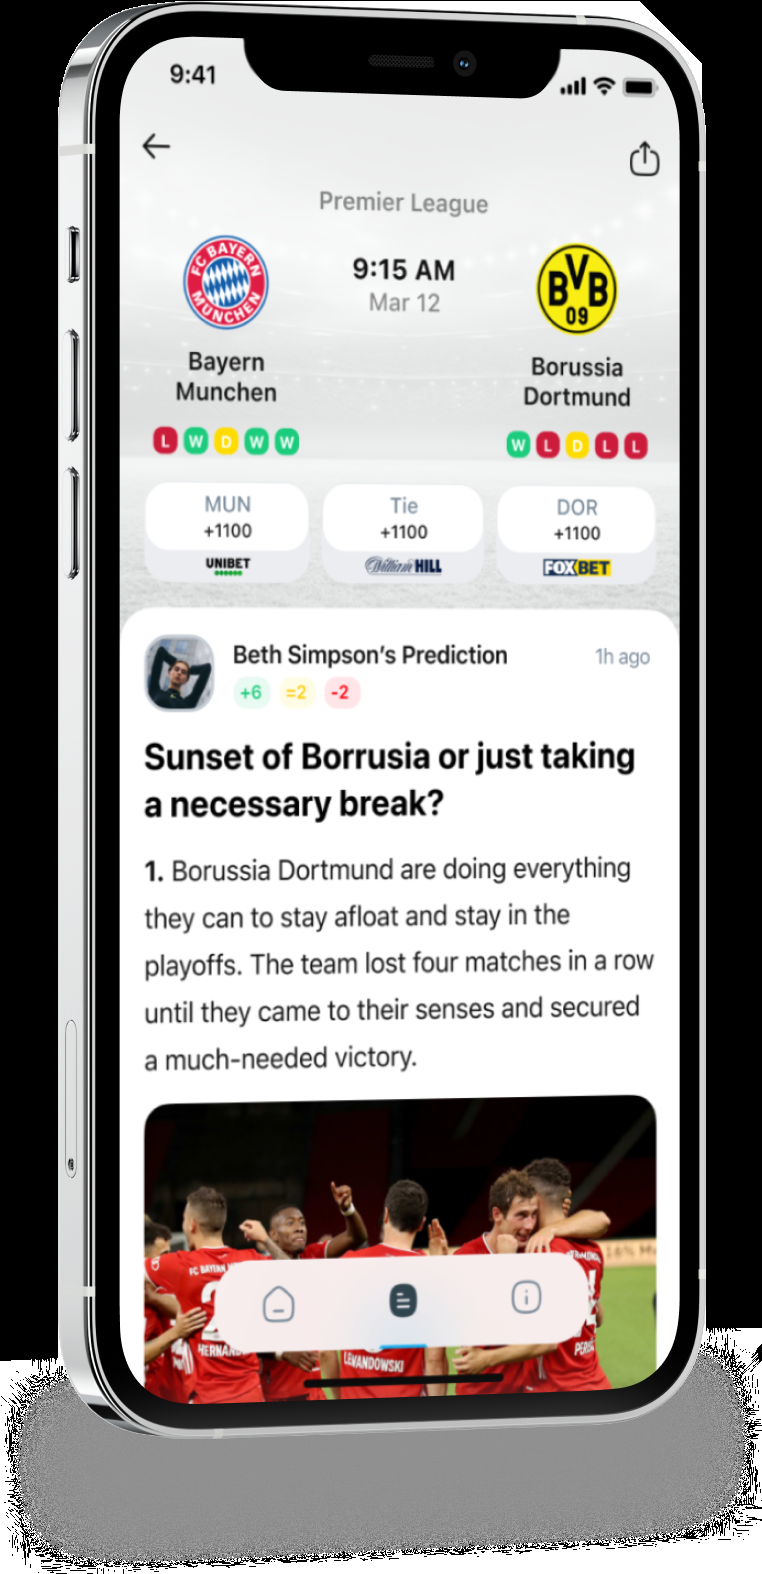 9:41
Premier League
FC BAYERN
MÜNCHEN
9:15 AM
Mar 12
BVB
09
Bayern
Munchen
Borussia
Dortmund
L W D W W
W L D L L
MUN
+1100
UNIBET
Tie
+1100
William HILL
DOR
+1100
FOX BET
Beth Simpson's Prediction
1h ago
+6 =2 -2
Sunset of Borrusia or just taking
a necessary break?
1. Borussia Dortmund are doing everything
they can to stay afloat and stay in the
playoffs. The team lost four matches in a row
until they came to their senses and secured
a much-needed victory.
FC BAYERN
HERNAND
LEWANDOWSKI